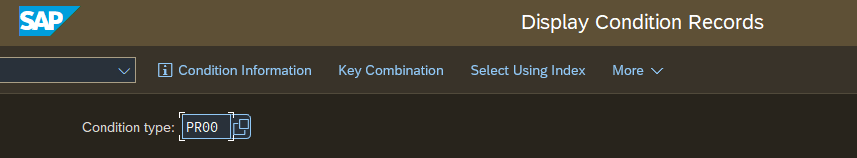 SAP
Display Condition Records
Condition Information Key Combination Select Using Index More
Condition type: PR00